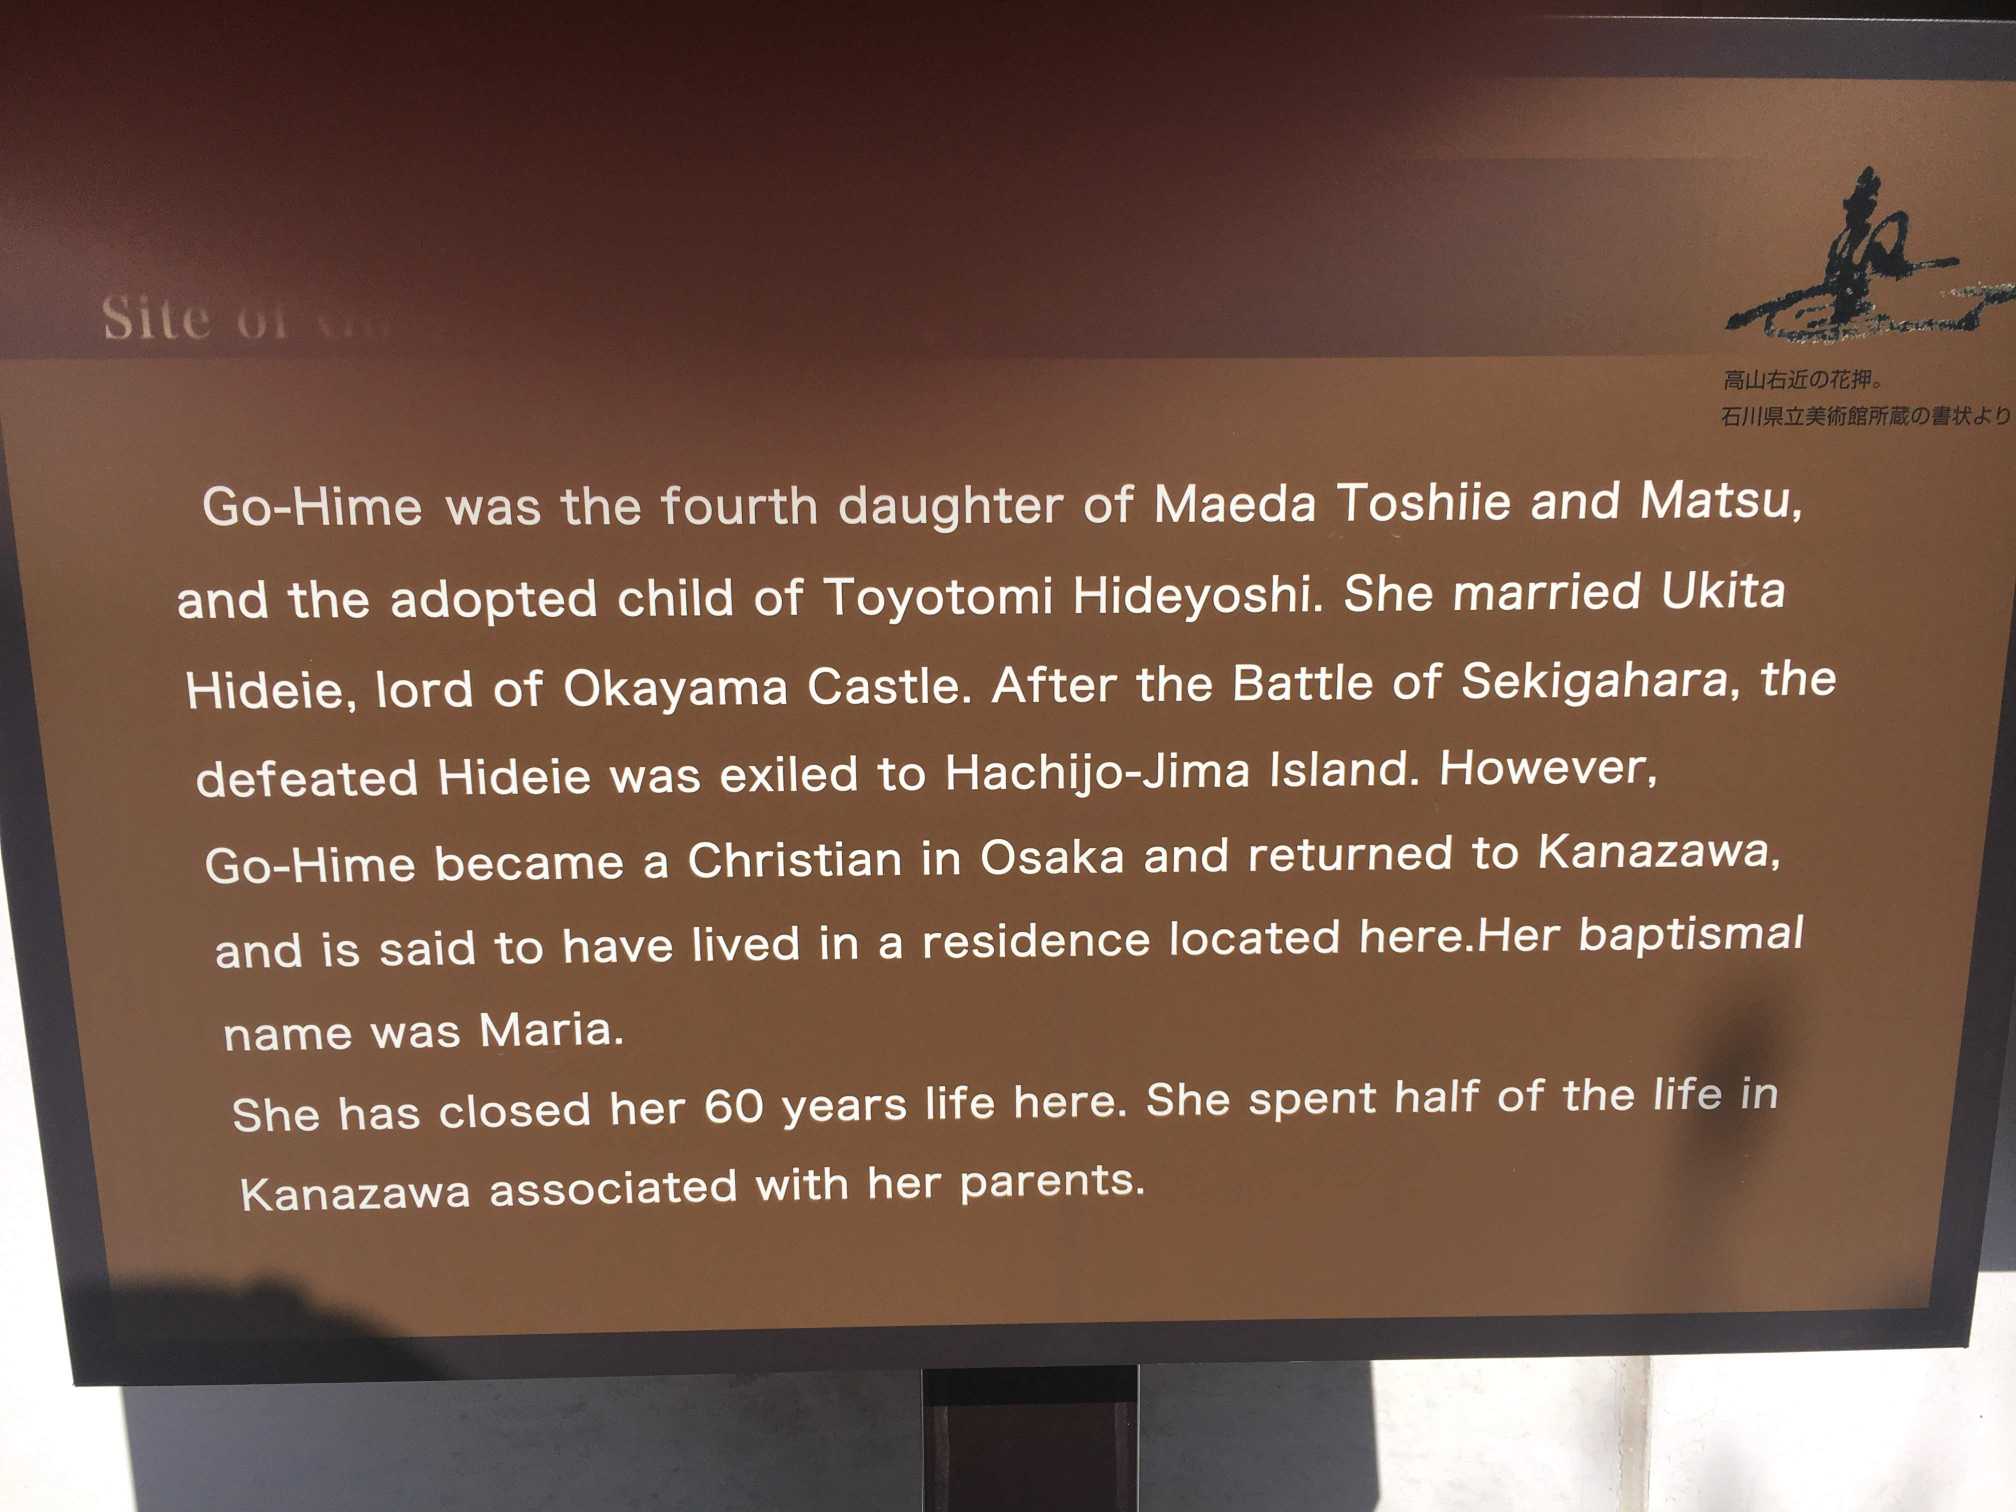 Site of
高山右近の花押。
石川県立美術館所蔵の書状より
Go-Hime was the fourth daughter of Maeda Toshiie and Matsu,
and the adopted child of Toyotomi Hideyoshi. She married Ukita
Hideie, lord of Okayama Castle. After the Battle of Sekigahara, the
defeated Hideie was exiled to Hachijo-Jima Island. However,
Go-Hime became a Christian in Osaka and returned to Kanazawa,
and is said to have lived in a residence located here.Her baptismal
name was Maria.
She has closed her 60 years life here. She spent half of the life in
Kanazawa associated with her parents.